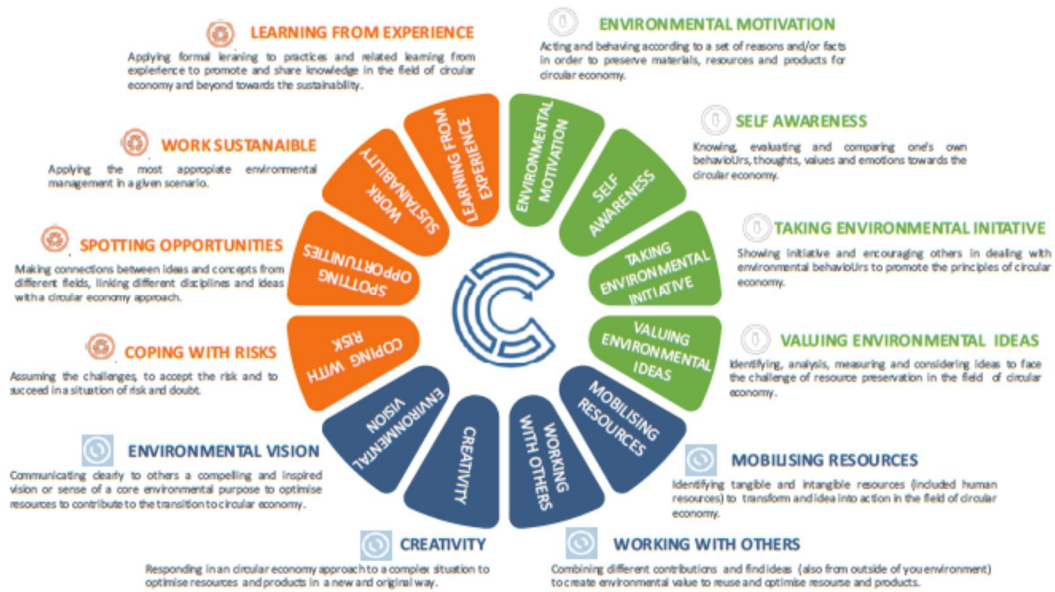 LEARNING FROM EXPERIENCE
Applying formal leraning to practices and related learning from
explerience to promote and share knowledge in the field of circular
economy and beyond towards the sustainability.
WORK SUSTANAIBLE
Applying the most appropiate environmental
management in a given scenario.
SPOTTING OPPORTUNITIES
Making connections between ideas and concepts from
different fields, linking different disciplines and ideas
with a circular economy approach.
COPING WITH RISKS
Assuming the challenges, to accept the risk and to
succeed in a situation of risk and doubt.
ENVIRONMENTAL VISION
Communicating clearly to others a compelling and inspired
vision or sense of a core environmental purpose to optimise
resources to contribute to the transition to circular economy.
CREATIVITY
Responding in an circular economy approach to a complex situation to
optimise resources and products in a new and original way.
ENVIRONMENTAL MOTIVATION
Acting and behaving according to a set of reasons and/or facts
in order to preserve materials, resources and products for
circular economy.
SELF AWARENESS
Knowing, evaluating and comparing one's own
behavioUrs, thoughts, values and emotions towards the
circular economy.
TAKING ENVIRONMENTAL INITATIVE
Showing initiative and encouraging others in dealing with
environmental behavioUrs to promote the principles of circular
economy.
VALUING ENVIRONMENTAL IDEAS
Identifying, analysis, measuring and considering ideas to face
the challenge of resource preservation in the field of circular
economy.
MOBILISING RESOURCES
Identifying tangible and intangible resources (included human
resources) to transform and idea into action in the field of circular
economy.
WORKING WITH OTHERS
Combining different contributions and find ideas (also from outside of you environment)
to create environmental value to reuse and optimise resourse and products.
LEARNING FROM
EXPERIENCE
WORK
SUSTAINABILITY
SPOTTING
OPPORTUNITIES
COPING WITH
RISK
ENVIRONMENTAL
VISION
CREATIVITY
WORKING
WITH OTHERS
MOBILISING
RESOURCES
VALUING
ENVIRONMENTAL
IDEAS
TAKING
ENVIRONMENTAL
INITIATIVE
SELF
AWARENESS
ENVIRONMENTAL
MOTIVATION